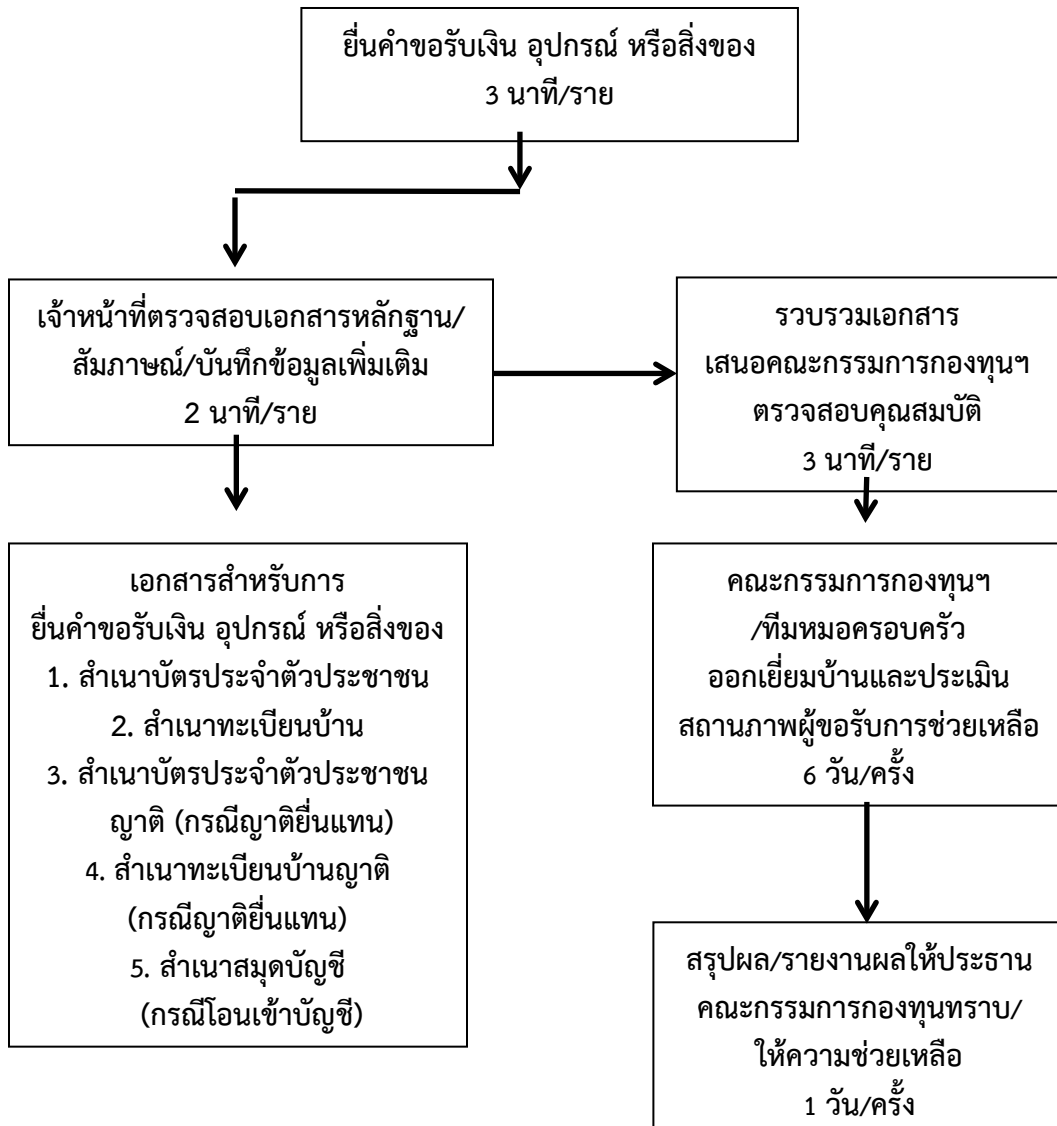 ยื่นคำขอรับเงิน อุปกรณ์ หรือสิ่งของ
3 นาที/ราย
เจ้าหน้าที่ตรวจสอบเอกสารหลักฐาน/
สัมภาษณ์/บันทึกข้อมูลเพิ่มเติม
2 นาที/ราย
รวบรวมเอกสาร
เสนอคณะกรรมการกองทุนฯ
ตรวจสอบคุณสมบัติ
3 นาที/ราย
เอกสารสำหรับการ
ยื่นคำขอรับเงิน อุปกรณ์ หรือสิ่งของ
1. สำเนาบัตรประจำตัวประชาชน
2. สำเนาทะเบียนบ้าน
3. สำเนาบัตรประจำตัวประชาชน
ญาติ (กรณีญาติยื่นแทน)
4. สำเนาทะเบียนบ้านญาติ
(กรณีญาติยื่นแทน)
5. สำเนาสมุดบัญชี
(กรณีโอนเข้าบัญชี)
คณะกรรมการกองทุนฯ
/ทีมหมอครอบครัว
ออกเยี่ยมบ้านและประเมิน
สถานภาพผู้ขอรับการช่วยเหลือ
6 วัน/ครั้ง
สรุปผล/รายงานผลให้ประธาน
คณะกรรมการกองทุนทราบ/
ให้ความช่วยเหลือ
1 วัน/ครั้ง